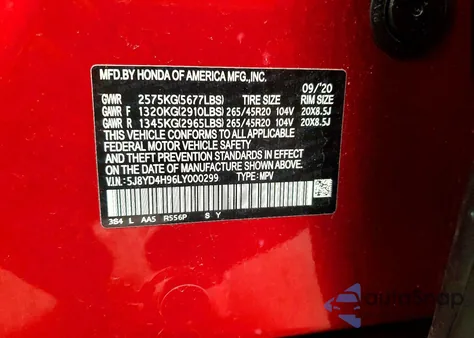 MFD.BY HONDA OF AMERICA MFG.,INC.
09/'20
GVWR 2575KG(5677LBS) TIRE SIZE RIM SIZE
GAWR F 1320KG(2910LBS) 265/45R20 104V 20X8.5J
GAWR R 1345KG(2965LBS) 265/45R20 104V 20X8.5J
THIS VEHICLE CONFORMS TO ALL APPLICABLE
FEDERAL MOTOR VEHICLE SAFETY
AND THEFT PREVENTION STANDARDS IN EFFECT
ON THE DATE OF MANUFACTURE SHOWN ABOVE.
V.I.N.: 5J8YD4H96LY000299 TYPE: MPV
384 L AA5 R556P S Y
AutoSnap